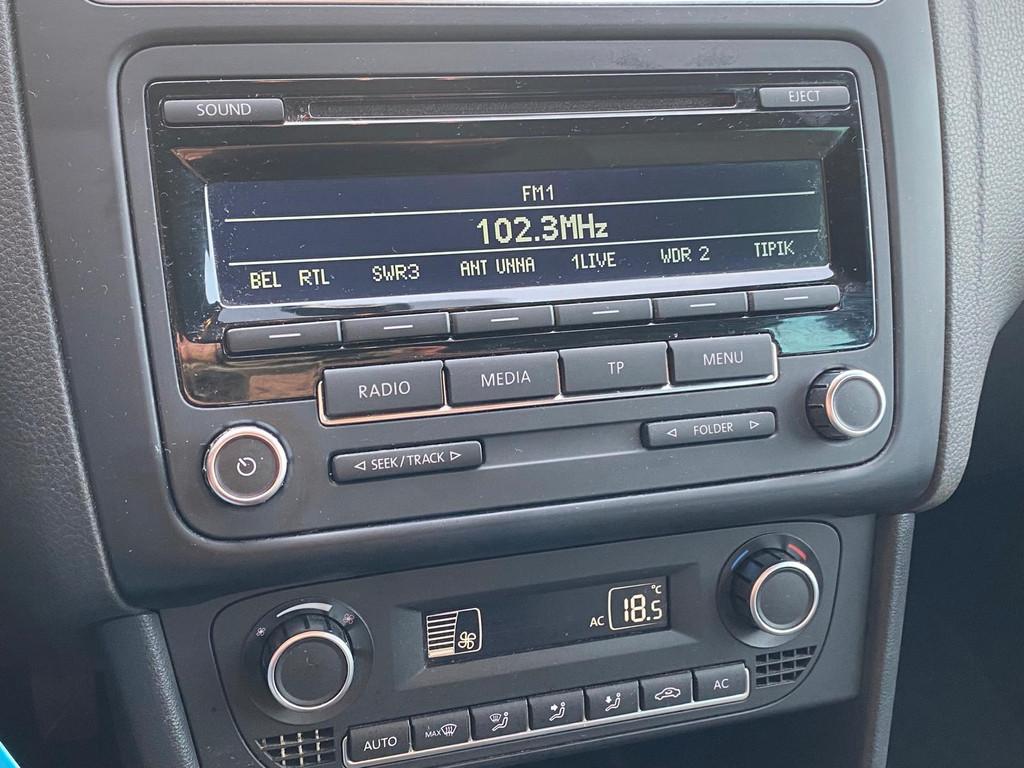 SOUND EJECT
FM1
102.3MHz
BEL RTL SWR3 ANT UNNA 1LIVE WDR 2 TIPIK
RADIO MEDIA TP MENU
SEEK/TRACK FOLDER
AC 18.5 °C
AUTO MAX AC